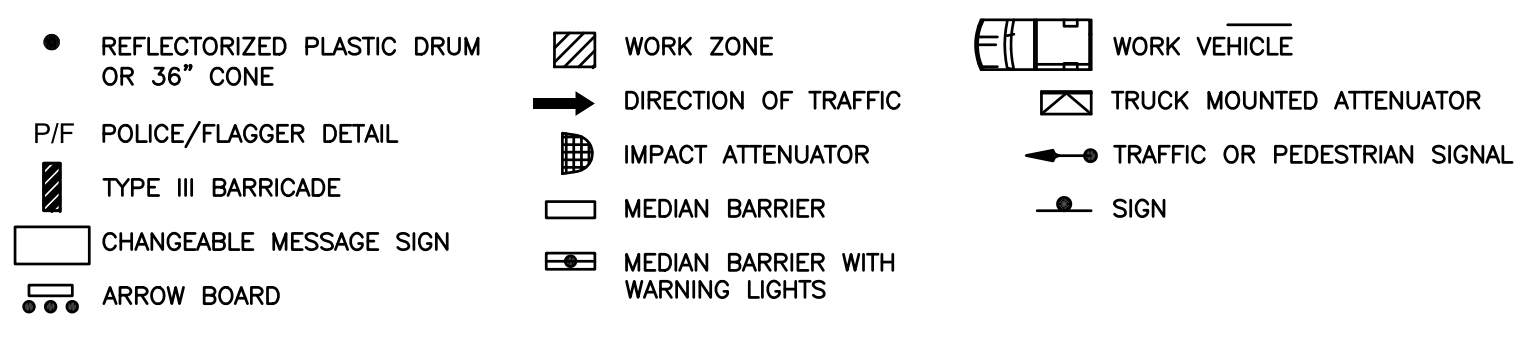 REFLECTORIZED PLASTIC DRUM
OR 36" CONE
P/F POLICE/FLAGGER DETAIL
TYPE III BARRICADE
CHANGEABLE MESSAGE SIGN
ARROW BOARD
WORK ZONE
DIRECTION OF TRAFFIC
IMPACT ATTENUATOR
MEDIAN BARRIER
MEDIAN BARRIER WITH
WARNING LIGHTS
WORK VEHICLE
TRUCK MOUNTED ATTENUATOR
TRAFFIC OR PEDESTRIAN SIGNAL
SIGN